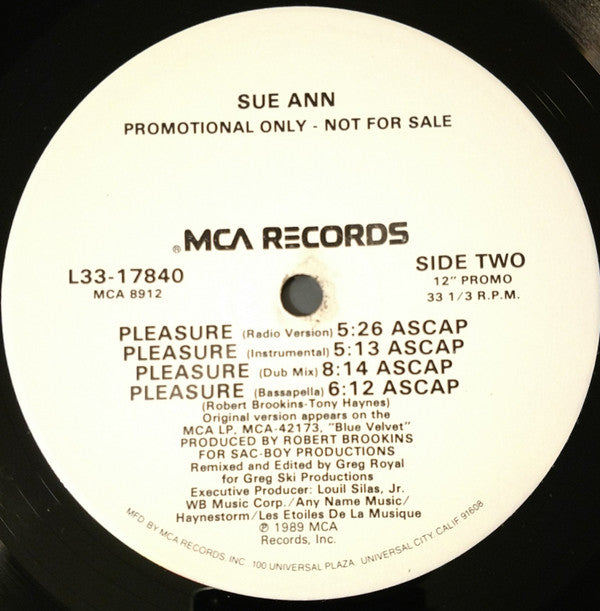 SUE ANN
PROMOTIONAL ONLY - NOT FOR SALE
® MCA RECORDS
L33-17840
MCA 8912
SIDE TWO
12" PROMO
33 1/3 R.P.M.
PLEASURE (Radio Version) 5:26 ASCAP
PLEASURE (Instrumental) 5:13 ASCAP
PLEASURE (Dub Mix) 8:14 ASCAP
PLEASURE (Bassapella) 6:12 ASCAP
(Robert Brookins-Tony Haynes)
Original version appears on the
MCA LP, MCA-42173, "Blue Velvet"
PRODUCED BY ROBERT BROOKINS
FOR SAC-BOY PRODUCTIONS
Remixed and Edited by Greg Royal
for Greg Ski Productions
Executive Producer: Louil Silas, Jr.
WB Music Corp./Any Name Music/
Haynestorm/Les Etoiles De La Musique
℗ 1989 MCA
Records, Inc.
MFD. BY MCA RECORDS, INC. 100 UNIVERSAL PLAZA UNIVERSAL CITY, CALIF. 91608